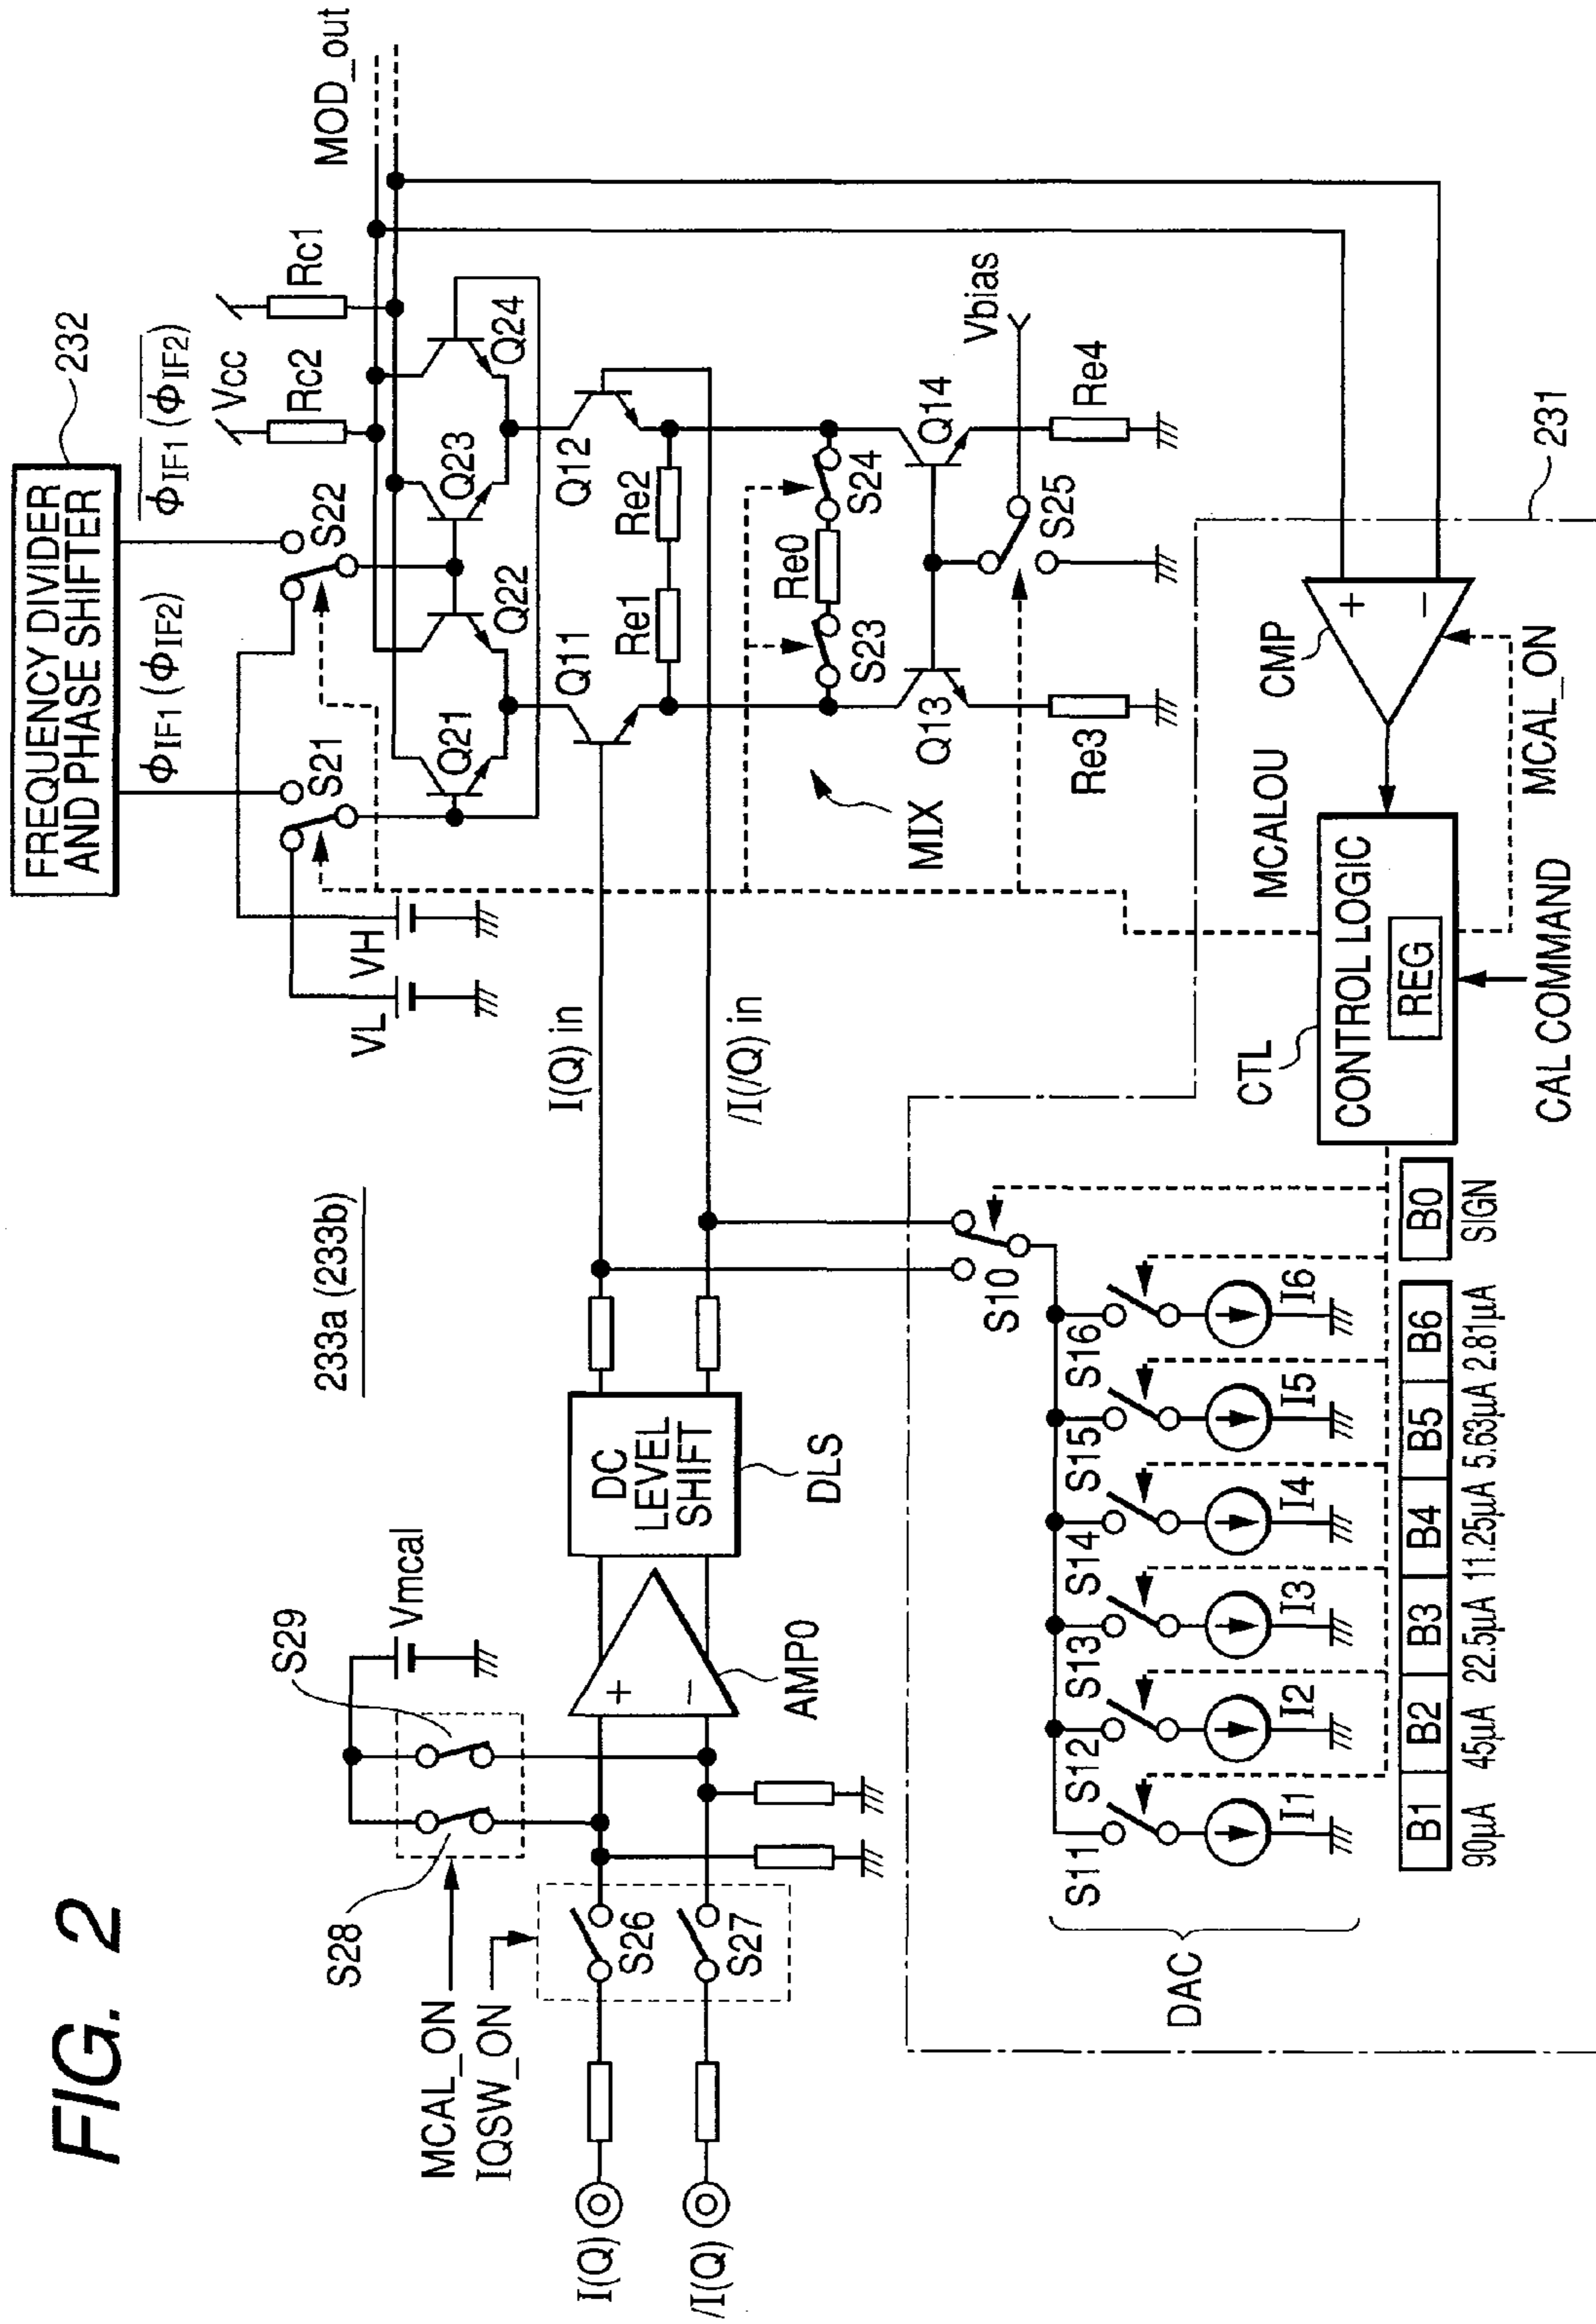 FIG. 2
233a (233b)
FREQUENCY DIVIDER
AND PHASE SHIFTER
232
ϕIF1 (ϕIF2)
ϕIF1 (ϕIF2)
Vcc
Rc2
Rc1
MOD_out
S21
S22
VL
VH
Q21
Q22
Q23
Q24
Q11
Q12
Re1
Re2
Re0
S23
S24
MIX
Q13
Q14
Vbias
S25
Re3
Re4
MCAL_ON
IQSW_ON
S28
S29
Vmcal
I(Q)
/I(Q)
S26
S27
+
−
AMP0
DC
LEVEL
SHIFT
DLS
I(Q) in
/I(/Q) in
S10
DAC
S11
S12
S13
S14
S15
S16
I1
I2
I3
I4
I5
I6
B1
B2
B3
B4
B5
B6
B0
90μA
45μA
22.5μA
11.25μA
5.63μA
2.81μA
SIGN
CTL
CONTROL LOGIC
REG
CAL COMMAND
MCALOU
MCAL_ON
CMP
+
−
231